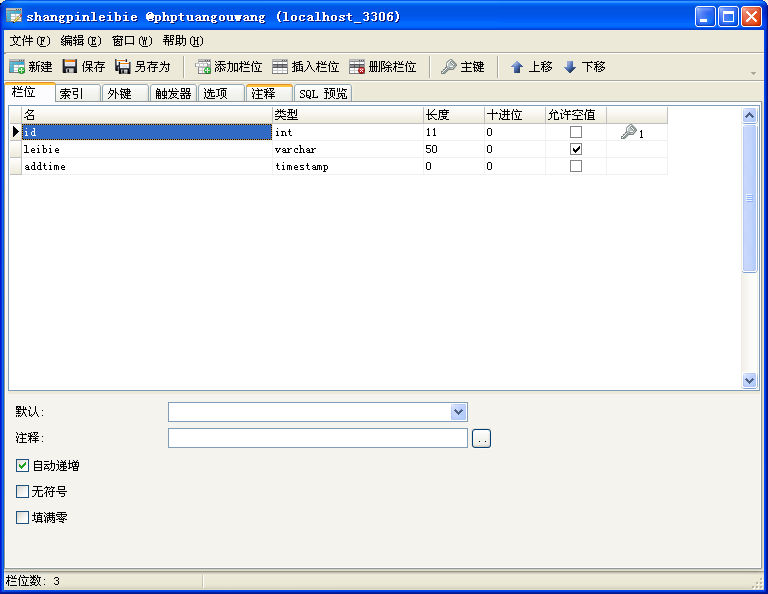 shangpinleibie @phptuangouwang (localhost_3306)
文件(F) 编辑(E) 窗口(W) 帮助(H)
新建 保存 另存为 添加栏位 插入栏位 删除栏位 主键 上移 下移
栏位 索引 外键 触发器 选项 注释 SQL 预览
名 类型 长度 十进位 允许空值
id int 11 0 1
leibie varchar 50 0
addtime timestamp 0 0
默认:
注释:
..
自动递增
无符号
填满零
栏位数: 3